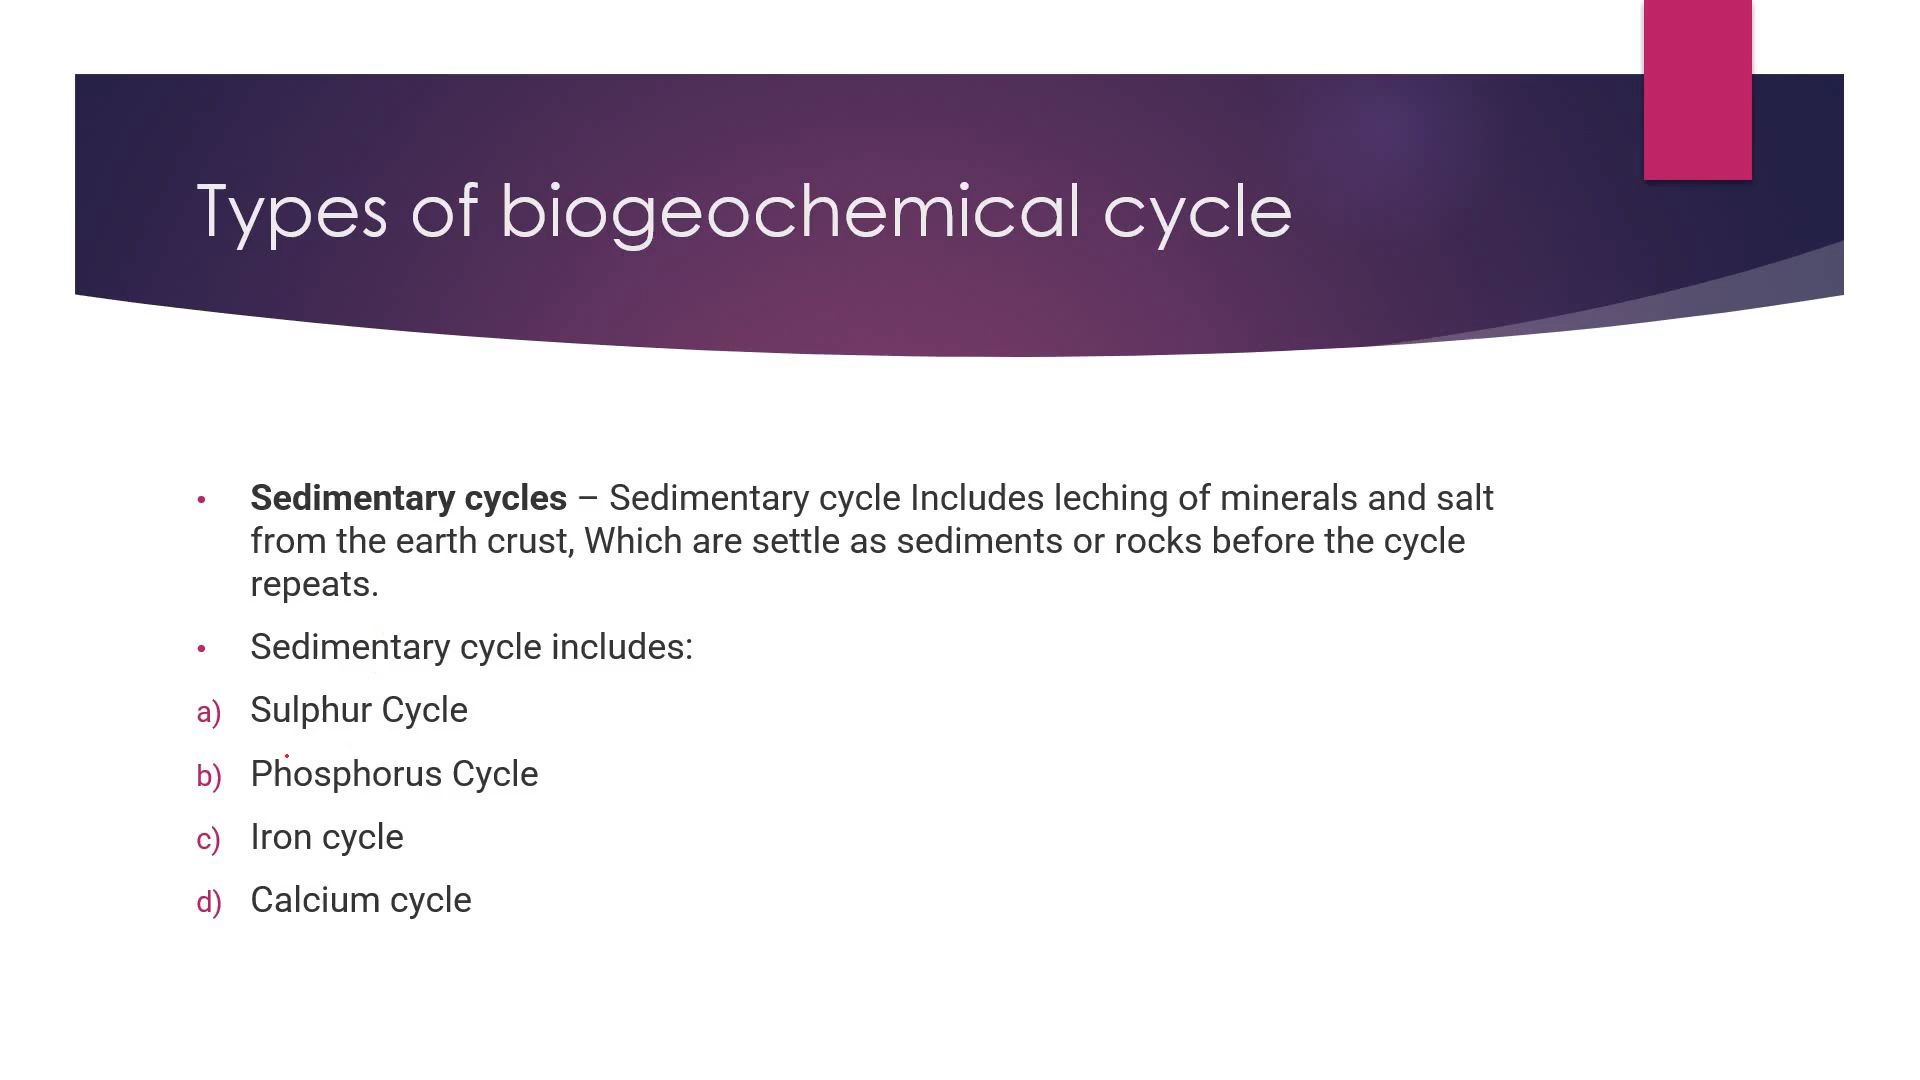 Types of biogeochemical cycle
• Sedimentary cycles – Sedimentary cycle Includes leching of minerals and salt
from the earth crust, Which are settle as sediments or rocks before the cycle
repeats.
• Sedimentary cycle includes:
a) Sulphur Cycle
b) Phosphorus Cycle
c) Iron cycle
d) Calcium cycle